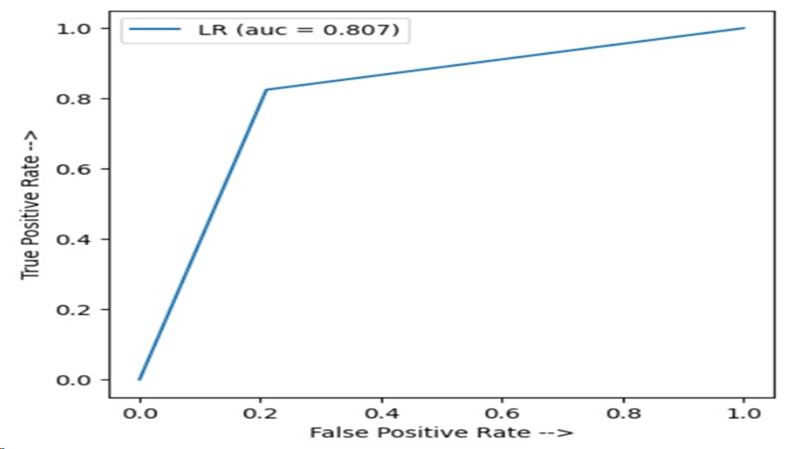 LR (auc = 0.807)
1.0
0.8
0.6
0.4
0.2
0.0
True Positive Rate -->
0.0 0.2 0.4 0.6 0.8 1.0
False Positive Rate -->